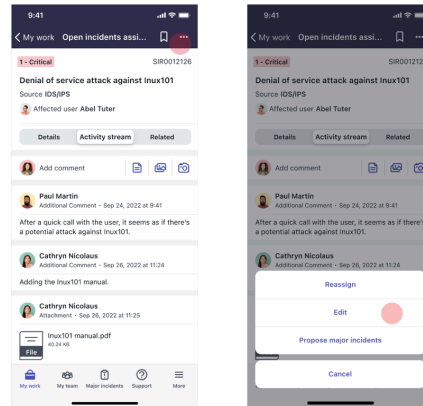 9:41
My work Open incidents assi... ...
1 - Critical SIR0012126
Denial of service attack against lnux101
Source IDS/IPS
Affected user Abel Tuter
Details Activity stream Related
Add comment
Paul Martin
Additional Comment • Sep 24, 2022 at 9:41
After a quick call with the user, it seems as if there's
a potential attack against lnux101.
Cathryn Nicolaus
Additional Comment • Sep 26, 2022 at 11:24
Adding the lnux101 manual.
Cathryn Nicolaus
Attachment • Sep 26, 2022 at 11:25
lnux101 manual.pdf
40.24 KB
File
My work My team Major incidents Support More
9:41
My work Open incidents assi... ...
1 - Critical SIR0012126
Denial of service attack against lnux101
Source IDS/IPS
Affected user Abel Tuter
Details Activity stream Related
Add comment
Paul Martin
Additional Comment • Sep 24, 2022 at 9:41
After a quick call with the user, it seems as if there's
a potential attack against lnux101.
Cathryn Nicolaus
Additional Comment • Sep 26, 2022 at 11:24
Reassign
Edit
Propose major incidents
Cancel